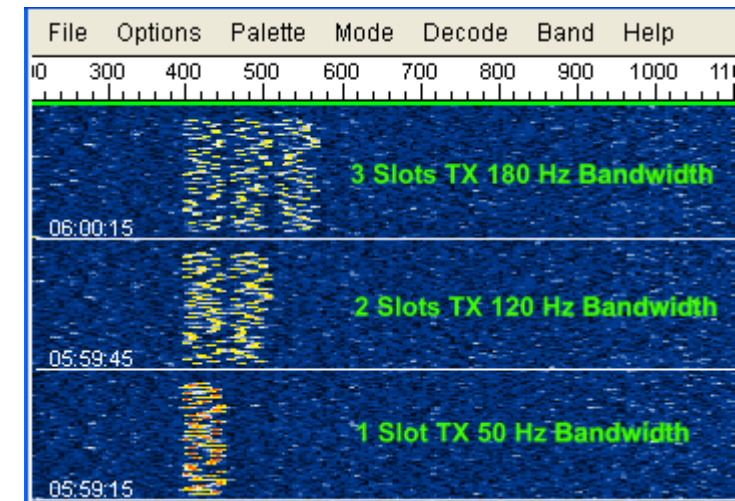 File Options Palette Mode Decode Band Help
00 300 400 500 600 700 800 900 1000 110
3 Slots TX 180 Hz Bandwidth
06:00:15
2 Slots TX 120 Hz Bandwidth
05:59:45
1 Slot TX 50 Hz Bandwidth
05:59:15